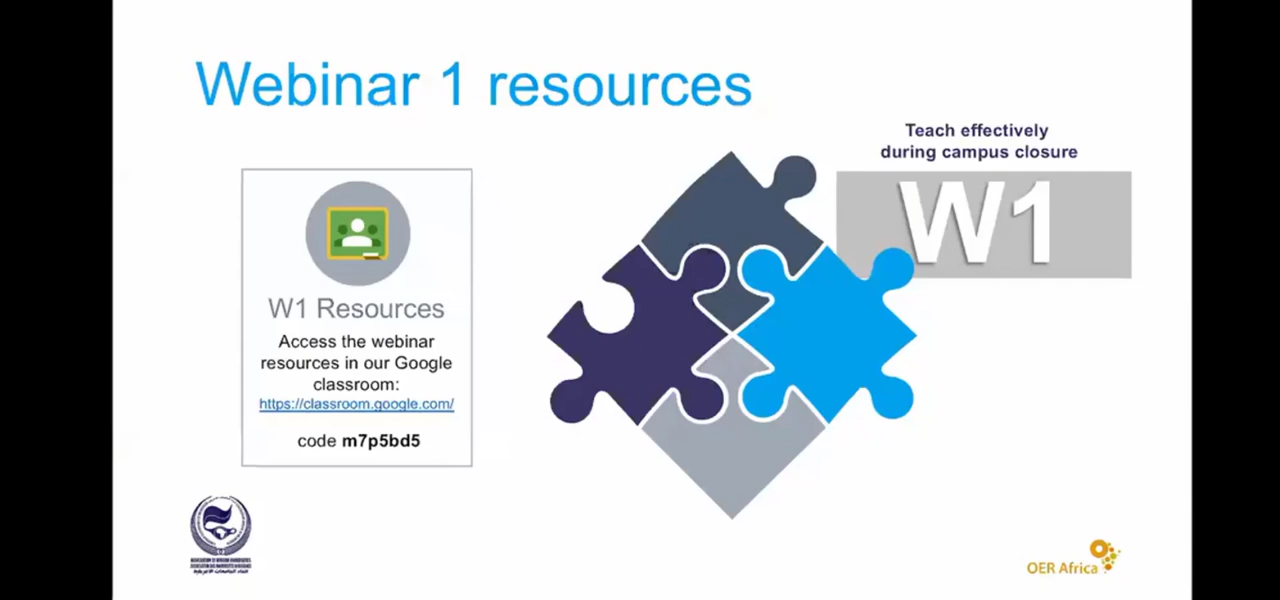 Webinar 1 resources
Teach effectively
during campus closure
W1
W1 Resources
Access the webinar
resources in our Google
classroom:
https://classroom.google.com/
code m7p5bd5
OER Africa